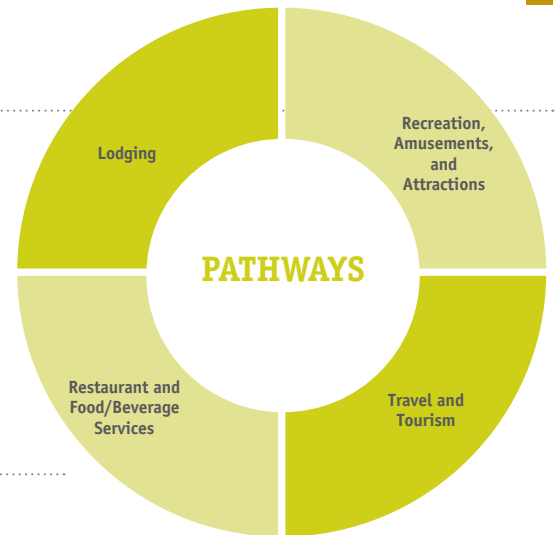 Lodging
Recreation,
Amusements,
and
Attractions
PATHWAYS
Restaurant and
Food/Beverage
Services
Travel and
Tourism